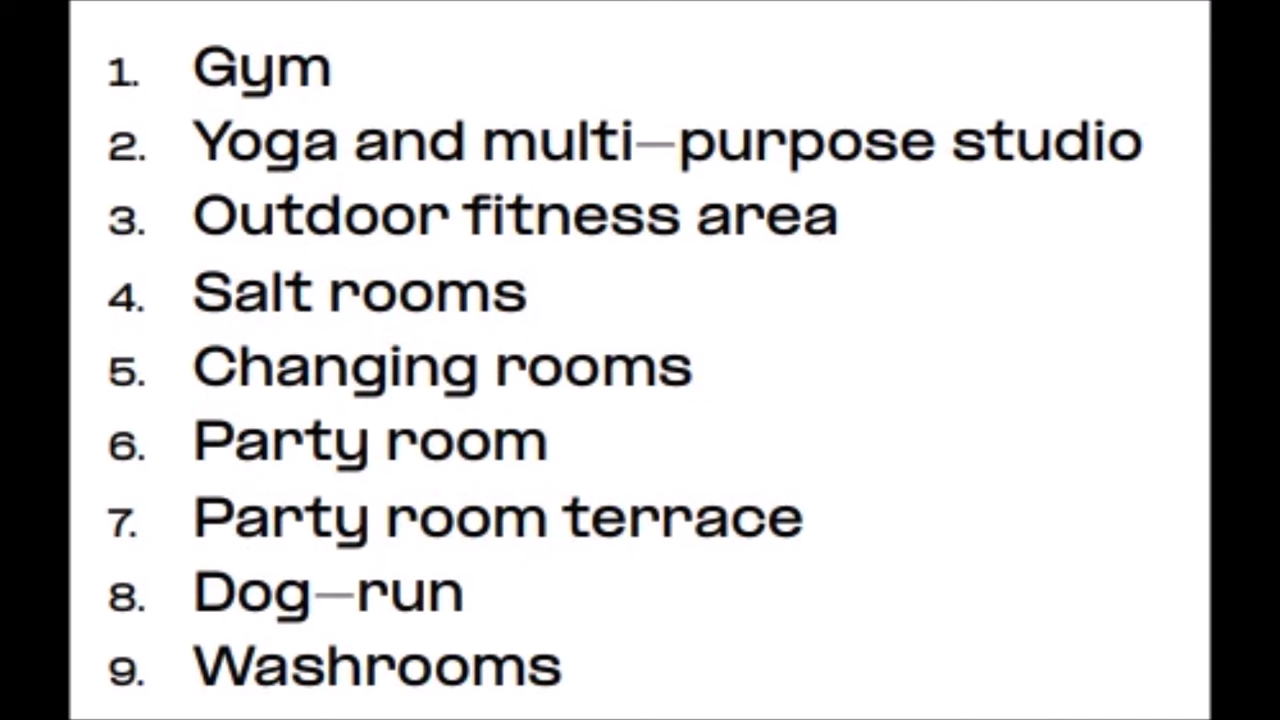 1. Gym
2. Yoga and multi—purpose studio
3. Outdoor fitness area
4. Salt rooms
5. Changing rooms
6. Party room
7. Party room terrace
8. Dog—run
9. Washrooms